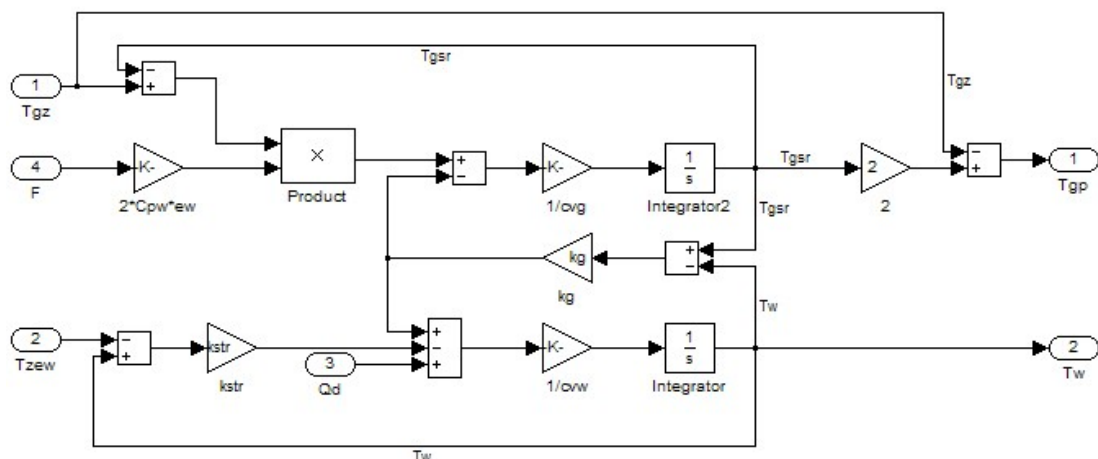 Tgsr
1
Tgz
Tgz
4
F
K-
2*Cpw*ew
×
Product
K-
1/cvg
1
s
Integrator2
Tgsr
Tgsr
2
2
1
Tgp
kg
kg
Tw
2
Tzew
kstr
kstr
3
Qd
K-
1/cvw
1
s
Integrator
2
Tw
Tw